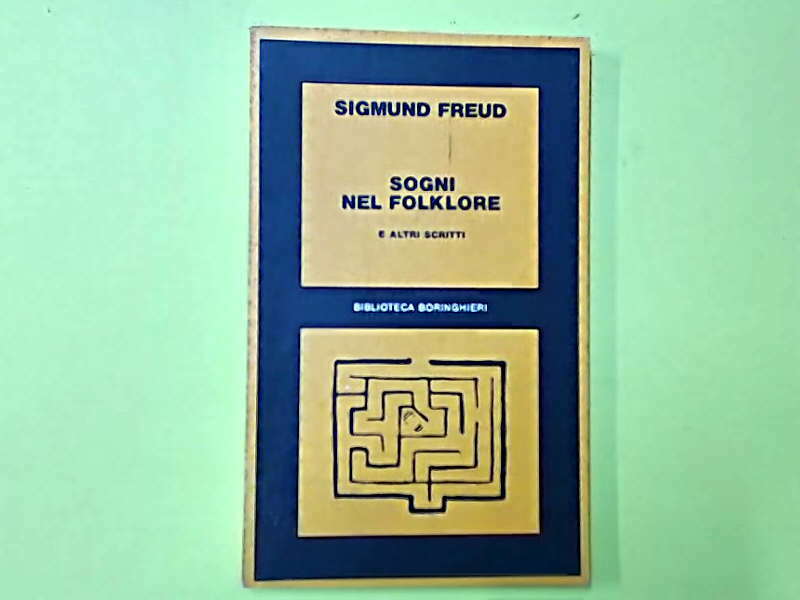 SIGMUND FREUD
SOGNI
NEL FOLKLORE
E ALTRI SCRITTI
BIBLIOTECA BORINGHIERI